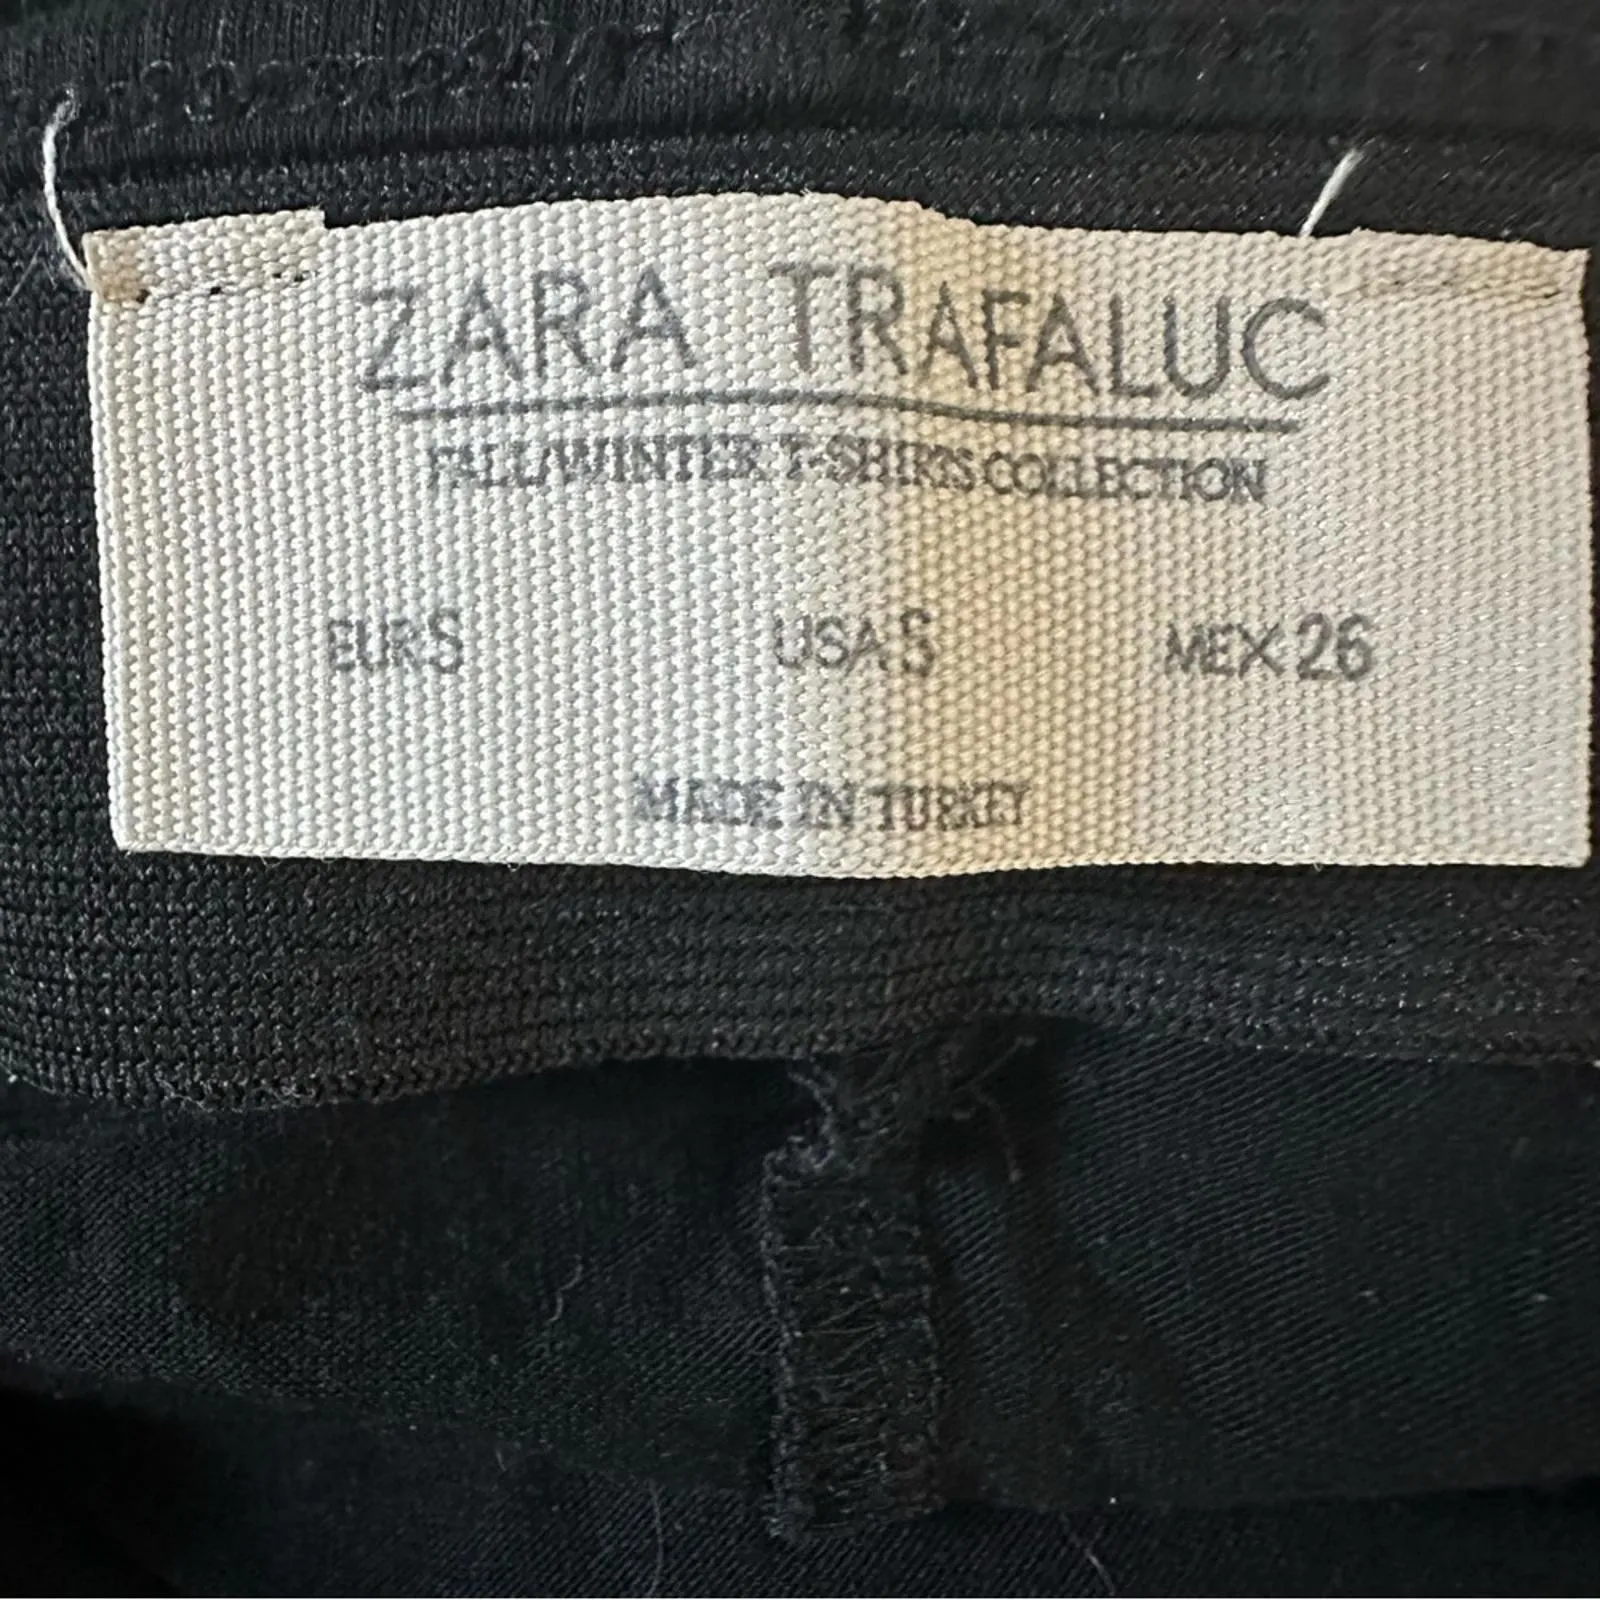 ZARA TRAFALUC
FALL/WINTER T-SHIRTS COLLECTION
EUR S USA S MEX 26
MADE IN TURKEY